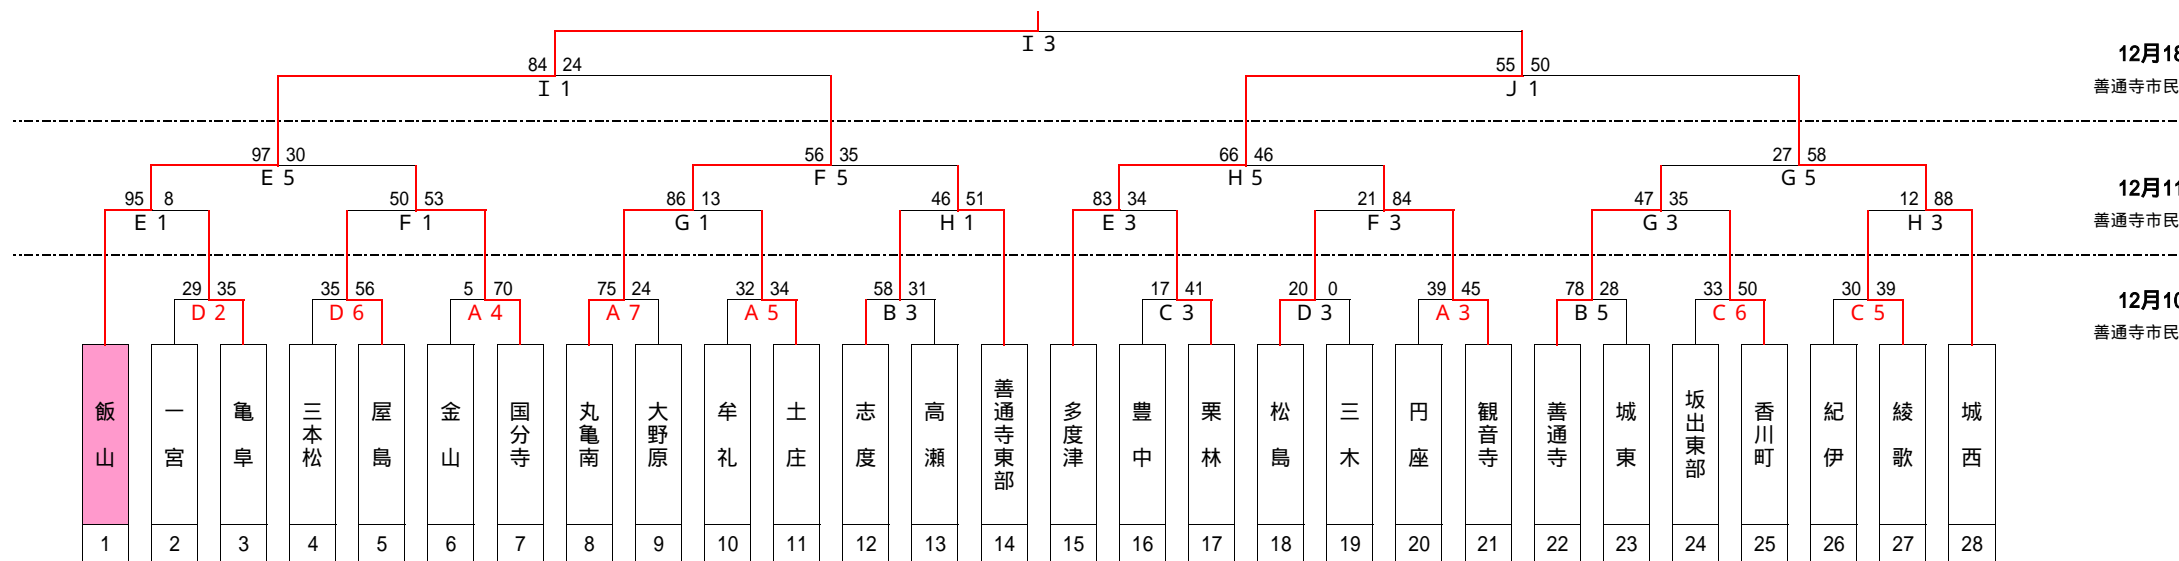 I 3
12月18
84 24
55 50
I 1
J 1
善通寺市民
97 30
56 35
66 46
27 58
E 5
F 5
H 5
G 5
12月11
95 8
50 53
86 13
46 51
83 34
21 84
47 35
12 88
E 1
F 1
G 1
H 1
E 3
F 3
G 3
H 3
善通寺市民
29 35
35 56
5 70
75 24
32 34
58 31
17 41
20 0
39 45
78 28
33 50
30 39
12月10
D 2
D 6
A 4
A 7
A 5
B 3
C 3
D 3
A 3
B 5
C 6
C 5
善通寺市民
飯山
一宮
亀阜
三本松
屋島
金山
国分寺
丸亀南
大野原
牟礼
土庄
志度
高瀬
善通寺東部
多度津
豊中
栗林
松島
三木
円座
観音寺
善通寺
城東
坂出東部
香川町
紀伊
綾歌
城西
1 2 3 4 5 6 7 8 9 10 11 12 13 14 15 16 17 18 19 20 21 22 23 24 25 26 27 28